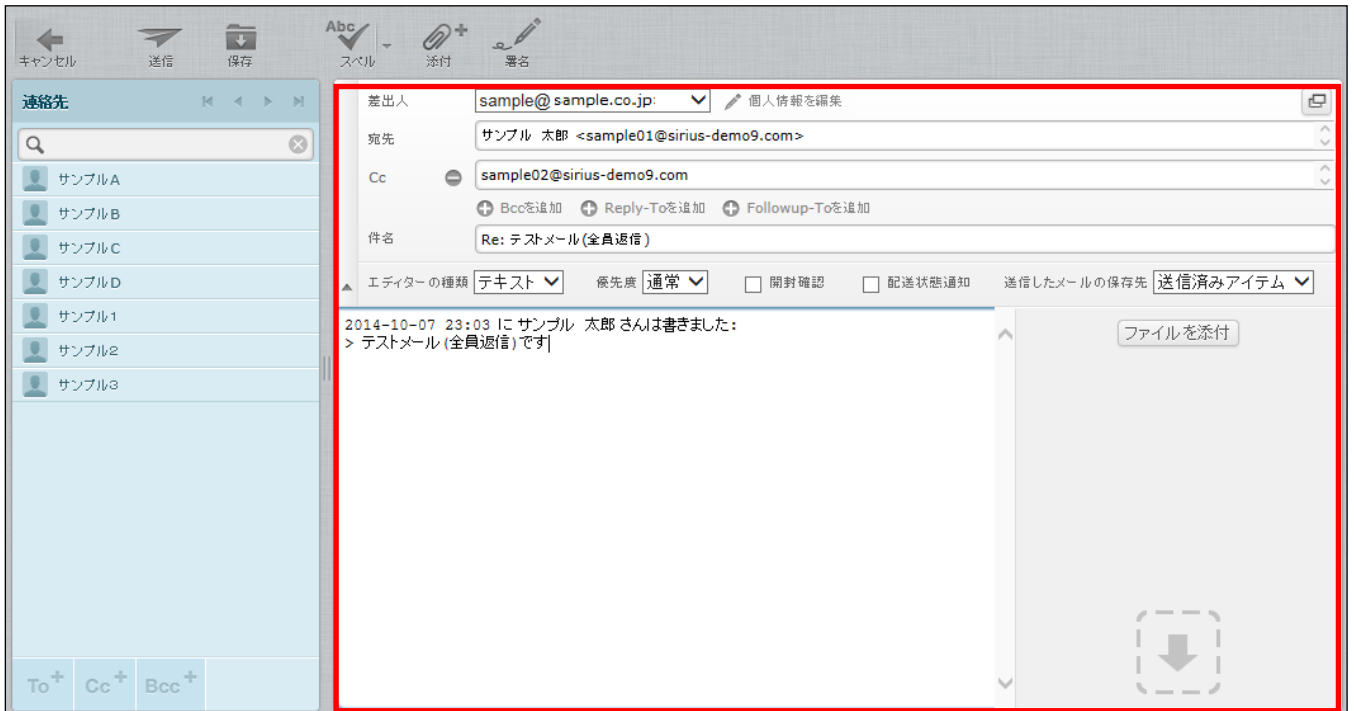 Abc
キャンセル 送信 保存 スペル 添付 署名
連絡先
サンプルA
サンプルB
サンプルC
サンプルD
サンプル1
サンプル2
サンプル3
To+ Cc+ Bcc+
差出人 sample@sample.co.jp: 個人情報を編集
宛先 サンプル 太郎 <sample01@sirius-demo9.com>
Cc sample02@sirius-demo9.com
Bccを追加 Reply-Toを追加 Followup-Toを追加
件名 Re: テストメール(全員返信)
エディターの種類 テキスト 優先度 通常 開封確認 配送状態通知 送信したメールの保存先 送信済みアイテム
2014-10-07 23:03 に サンプル 太郎 さんは書きました:
> テストメール(全員返信)です
ファイルを添付